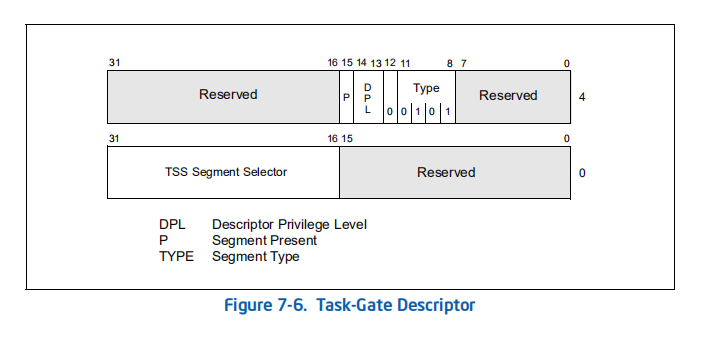 31 16 15 14 13 12 11 8 7 0
Reserved P DPL 0 Type 0 1 0 1 Reserved 4
31 16 15 0
TSS Segment Selector Reserved 0
DPL Descriptor Privilege Level
P Segment Present
TYPE Segment Type
Figure 7-6. Task-Gate Descriptor